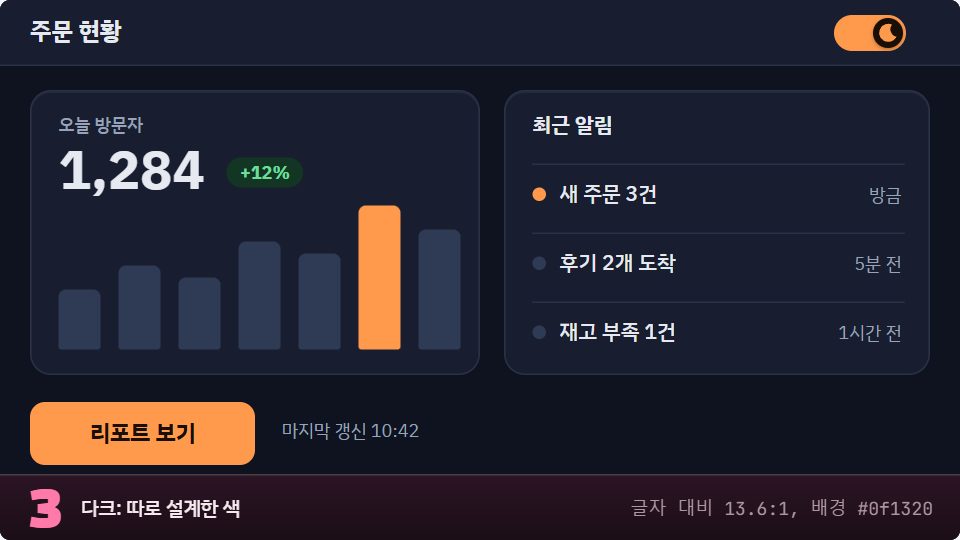 주문 현황
오늘 방문자
1,284 +12%
최근 알림
새 주문 3건 방금
후기 2개 도착 5분 전
재고 부족 1건 1시간 전
리포트 보기 마지막 갱신 10:42
3 다크: 따로 설계한 색 글자 대비 13.6:1, 배경 #0f1320